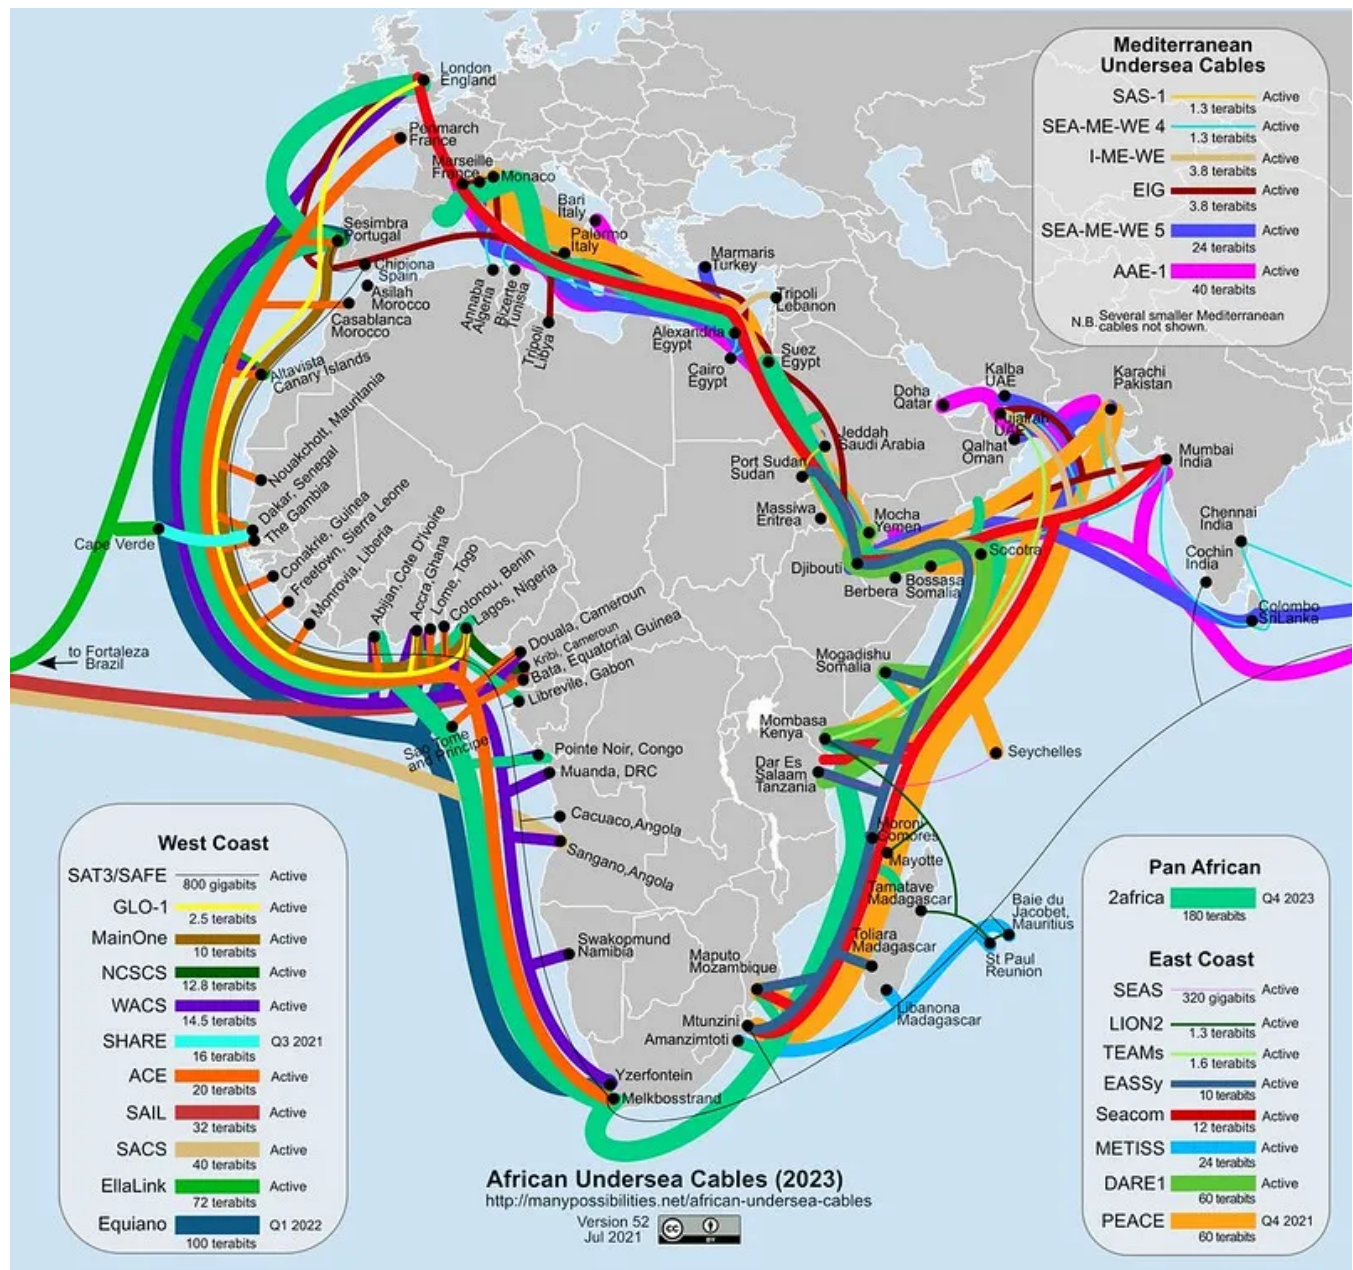 Mediterranean
Undersea Cables
SAS-1 Active
1.3 terabits
SEA-ME-WE 4 Active
1.3 terabits
I-ME-WE Active
3.8 terabits
EIG Active
3.8 terabits
SEA-ME-WE 5 Active
24 terabits
AAE-1 Active
40 terabits
N.B. Several smaller Mediterranean
cables not shown.
London
England
Penmarch
France
Marseille
France
Monaco
Bari
Italy
Palermo
Italy
Sesimbra
Portugal
Chipiona
Spain
Asilah
Morocco
Casablanca
Morocco
Annaba
Algeria
Bizerte
Tunisia
Tripoli
Libya
Marmaris
Turkey
Tripoli
Lebanon
Alexandria
Egypt
Cairo
Egypt
Suez
Egypt
Altavista
Canary Islands
Nouakchott, Mauritania
Dakar, Senegal
The Gambia
Conakrie, Guinea
Freetown, Sierra Leone
Monrovia, Liberia
Abijan,Cote D'Ivoire
Accra,Ghana
Lome, Togo
Cotonou, Benin
Lagos, Nigeria
Douala, Cameroun
Kribi, Cameroun
Bata, Equatorial Guinea
Libreville, Gabon
Cape Verde
to Fortaleza
Brazil
Sao Tome
and Principe
Pointe Noir, Congo
Muanda, DRC
Cacuaco,Angola
Sangano,Angola
Swakopmund
Namibia
Yzerfontein
Melkbosstrand
Doha
Qatar
Kalba
UAE
Fujairah
UAE
Qalhat
Oman
Karachi
Pakistan
Mumbai
India
Chennai
India
Cochin
India
Colombo
SriLanka
Jeddah
Saudi Arabia
Port Sudan
Sudan
Massiwa
Eritrea
Mocha
Yemen
Djibouti
Berbera
Bossasa
Somalia
Socotra
Mogadishu
Somalia
Mombasa
Kenya
Dar Es
Salaam
Tanzania
Seychelles
Moroni
Comores
Mayotte
Tamatave
Madagascar
Toliara
Madagascar
Baie du
Jacobet,
Mauritius
St Paul
Reunion
Libanona
Madagascar
Maputo
Mozambique
Mtunzini
Amanzimtoti
West Coast
SAT3/SAFE Active
800 gigabits
GLO-1 Active
2.5 terabits
MainOne Active
10 terabits
NCSCS Active
12.8 terabits
WACS Active
14.5 terabits
SHARE Q3 2021
16 terabits
ACE Active
20 terabits
SAIL Active
32 terabits
SACS Active
40 terabits
EllaLink Active
72 terabits
Equiano Q1 2022
100 terabits
Pan African
2africa Q4 2023
180 terabits
East Coast
SEAS Active
320 gigabits
LION2 Active
1.3 terabits
TEAMs Active
1.6 terabits
EASSy Active
10 terabits
Seacom Active
12 terabits
METISS Active
24 terabits
DARE1 Active
60 terabits
PEACE Q4 2021
60 terabits
African Undersea Cables (2023)
http://manypossibilities.net/african-undersea-cables
Version 52
Jul 2021
cc
BY